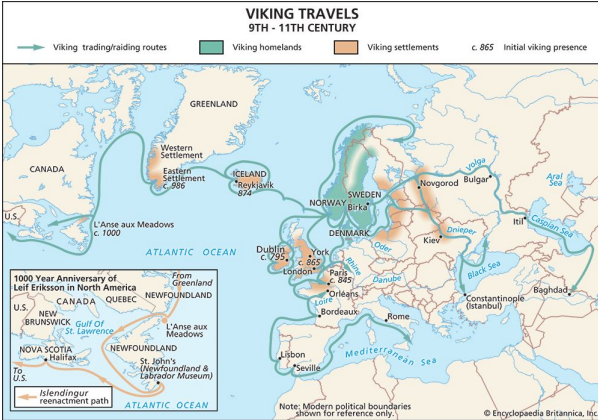 VIKING TRAVELS
9TH - 11TH CENTURY
Viking trading/raiding routes
Viking homelands
Viking settlements
c. 865 Initial viking presence
GREENLAND
Western
Settlement
Eastern
Settlement
c. 986
ICELAND
Reykjavik
874
CANADA
U.S.
L'Anse aux Meadows
c. 1000
ATLANTIC OCEAN
NORWAY
SWEDEN
Birka
DENMARK
Novgorod
Volga
Bulgar
Aral
Sea
Itil
Caspian Sea
Dnieper
Kiev
Oder
Dublin
c. 795
York
c. 865
London
Rhine
Paris
c. 845
Danube
Orléans
Loire
Black Sea
Baghdad
Constantinople
(Istanbul)
Bordeaux
Rome
Lisbon
Seville
Mediterranean Sea
1000 Year Anniversary of
Leif Eriksson in North America
From
Greenland
CANADA
QUEBEC
NEWFOUNDLAND
U.S.
NEW
BRUNSWICK
Gulf Of
St. Lawrence
L'Anse aux
Meadows
NOVA SCOTIA
Halifax
NEWFOUNDLAND
St. John's
(Newfoundland &
Labrador Museum)
To
U.S.
Islendingur
reenactment path
ATLANTIC OCEAN
Note: Modern political boundaries
shown for reference only.
© Encyclopaedia Britannica, Inc